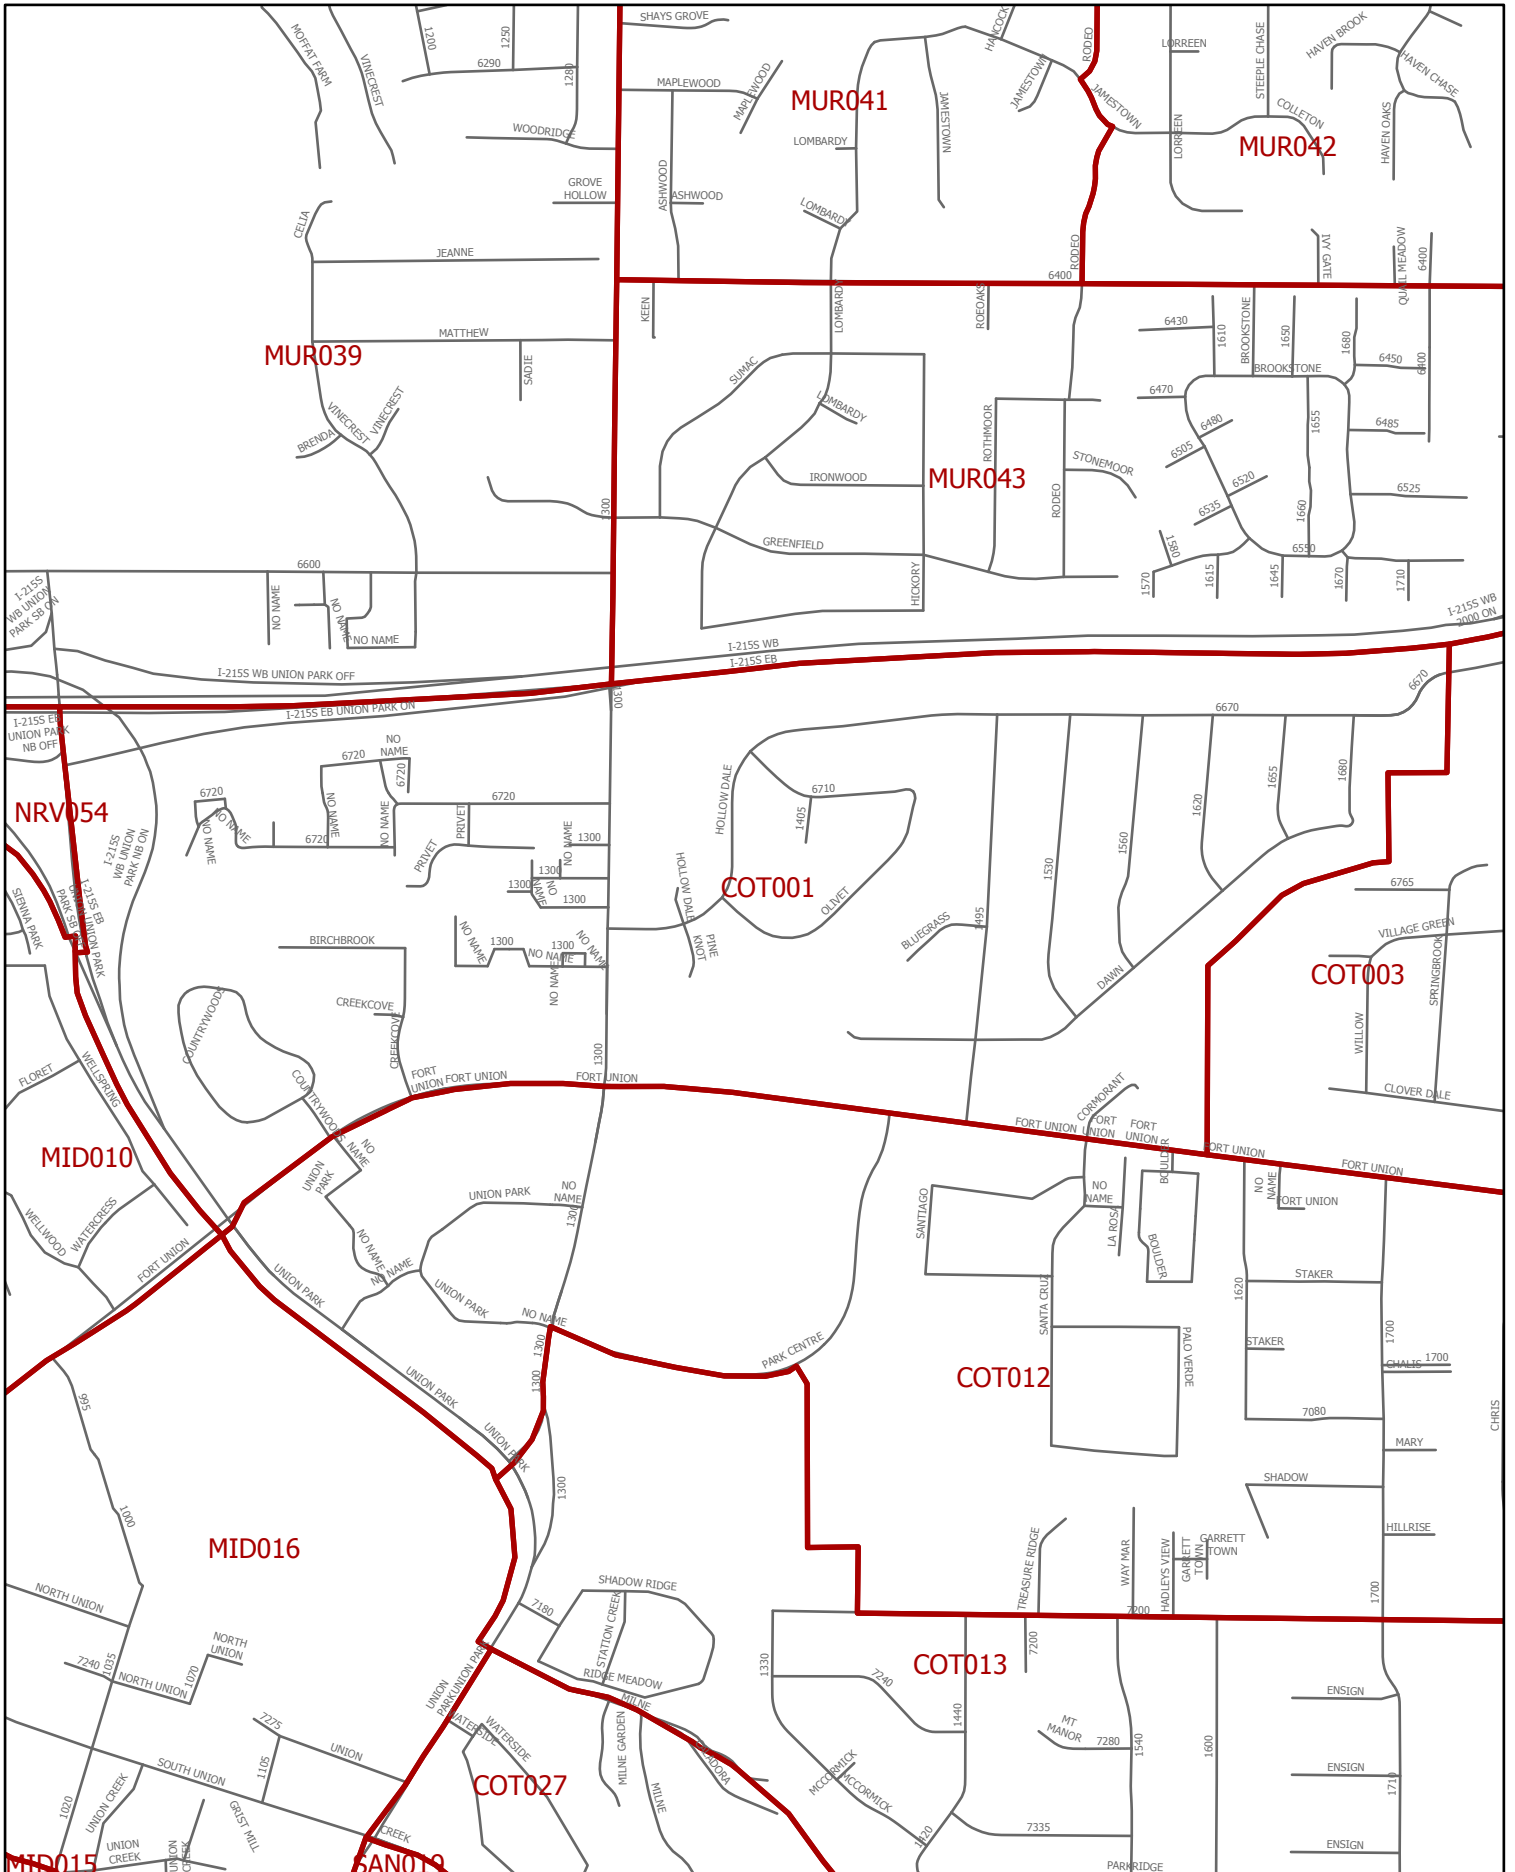 SHAYS GROVE
HANCOCK
RODEO
MOFFAT FARM
VINECREST
1200
1250
6290
1280
LORREEN
STEEPLE CHASE
HAVEN BROOK
HAVEN CHASE
MAPLEWOOD
MAPLEWOOD
MUR041
JAMESTOWN
JAMESTOWN
JAMESTOWN
COLLETON
WOODRIDGE
LOMBARDY
LORREEN
MUR042
HAVEN OAKS
GROVE
HOLLOW
ASHWOOD
ASHWOOD
LOMBARDY
CELIA
JEANNE
RODEO
6400
IVY GATE
QUAIL MEADOW
6400
KEEN
LOMBARDY
ROEOAKS
6430
1610
BROOKSTONE
1650
1680
MATTHEW
MUR039
SADIE
SUMAC
BROOKSTONE
6450
6400
VINECREST
VINECREST
BRENDA
LOMBARDY
6470
6480
1655
6485
ROTHMOOR
STONEMOOR
6505
IRONWOOD
MUR043
RODEO
6520
6525
6535
1660
1300
GREENFIELD
HICKORY
1580
6550
6600
1570
1615
1645
1670
1710
I-215S
WB UNION
PARK SB ON
NO NAME
NO NAME
NO NAME
I-215S WB
2000 ON
I-215S WB
I-215S EB
I-215S WB UNION PARK OFF
1300
6670
6670
I-215S EB UNION PARK ON
I-215S EB
UNION PARK
NB OFF
NO
NAME
6720
6720
6720
6720
6720
NRV054
NO NAME
NO NAME
NO NAME
NO NAME
PRIVET
PRIVET
NO NAME
1300
HOLLOW DALE
6710
1405
1620
1655
1680
1560
1530
I-215S
WB UNION
PARK NB ON
1300
1300
NO
NAME
1300
HOLLOW DALE
COT001
OLIVET
6765
SIENNA PARK
I-215S EB
UNION PARK
PARK SB OFF
UNION PARK
BIRCHBROOK
NO NAME
1300
1300
NO NAME
NO NAME
NO NAME
PINE
KNOT
BLUEGRASS
1495
VILLAGE GREEN
SPRINGBROOK
COT003
DAWN
COUNTRYWOODS
CREEKCOVE
CREEKCOVE
WILLOW
1300
FLORET
WELLSPRING
COUNTRYWOODS
FORT
UNION
FORT UNION
FORT UNION
CORMORANT
CLOVER DALE
FORT UNION
FORT
UNION
FORT
UNION
FORT UNION
FORT UNION
MID010
NO
NAME
UNION
PARK
BOULDER
NO
NAME
NO
NAME
UNION PARK
NO
NAME
1300
SANTIAGO
LA ROSA
FORT UNION
WELLWOOD
WATERCRESS
NO NAME
BOULDER
FORT UNION
NO NAME
UNION PARK
UNION PARK
NO NAME
STAKER
1620
SANTA CRUZ
1300
PARK CENTRE
STAKER
1700
PALO VERDE
CHALIS
1700
1300
UNION PARK
COT012
995
7080
CHRIS
UNION PARK
MARY
1300
SHADOW
1000
MID016
HILLRISE
TREASURE RIDGE
WAY MAR
HADLEYS VIEW
GARRETT
TOWN
GARRETT
TOWN
NORTH UNION
SHADOW RIDGE
7180
STATION CREEK
7200
1700
NORTH
UNION
7240
1035
NORTH UNION
1070
UNION
PARK
UNION PARK
RIDGE MEADOW
1330
7240
COT013
7200
MILNE
1440
ENSIGN
7275
UNION
WATERSIDE
WATERSIDE
MILNE GARDEN
MT
MANOR
7280
1540
1600
SOUTH UNION
1105
MCCORMICK
MCCORMICK
ENSIGN
1710
COT027
MILNE
UNION CREEK
1020
GRIST MILL
CREEK
1420
7335
UNION
CREEK
UNION
CREEK
ENSIGN
MID015
SAN019
PARKRIDGE